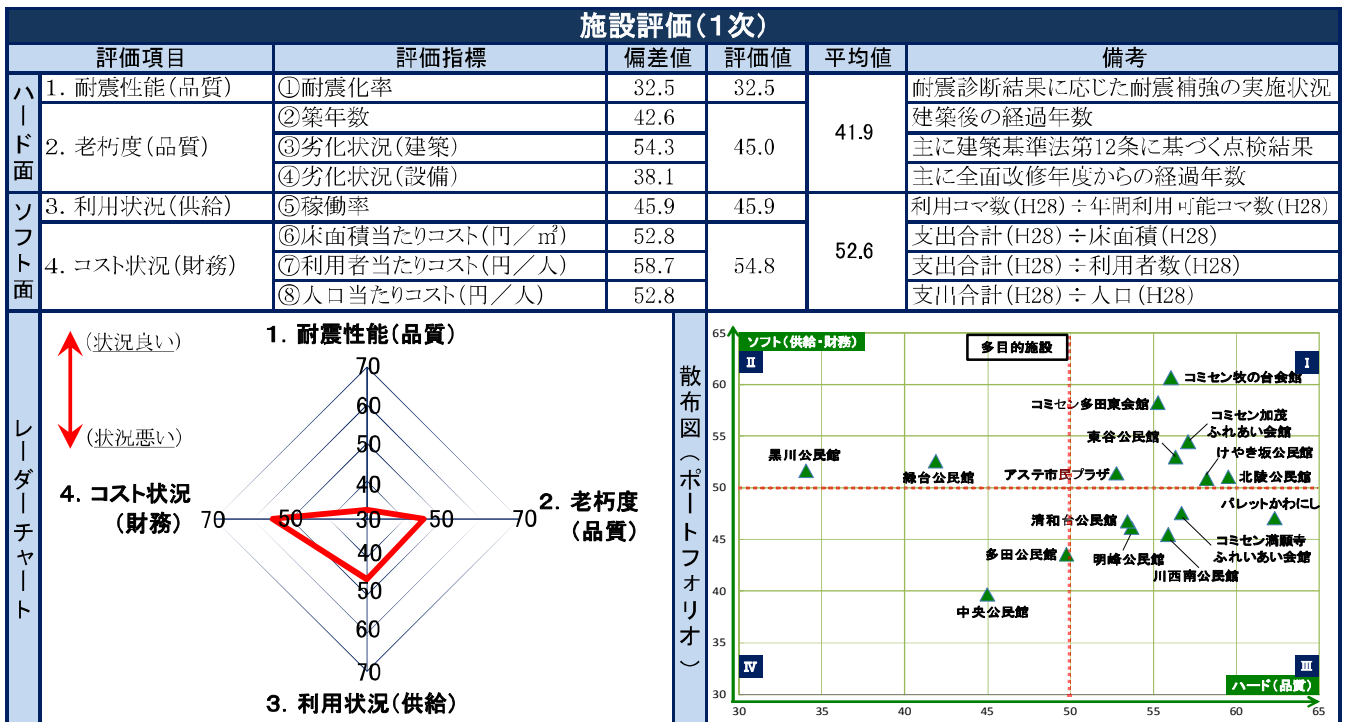 施設評価(1次)
評価項目 評価指標 偏差値 評価値 平均値 備考
ハード面
1. 耐震性能(品質) ①耐震化率 32.5 32.5 41.9 耐震診断結果に応じた耐震補強の実施状況
2. 老朽度(品質) ②築年数 42.6 45.0 建築後の経過年数
③劣化状況(建築) 54.3 主に建築基準法第12条に基づく点検結果
④劣化状況(設備) 38.1 主に全面改修年度からの経過年数
ソフト面
3. 利用状況(供給) ⑤稼働率 45.9 45.9 52.6 利用コマ数(H28)÷年間利用可能コマ数(H28)
4. コスト状況(財務) ⑥床面積当たりコスト(円/㎡) 52.8 54.8 支出合計(H28)÷床面積(H28)
⑦利用者当たりコスト(円/人) 58.7 支出合計(H28)÷利用者数(H28)
⑧人口当たりコスト(円/人) 52.8 支出合計(H28)÷人口(H28)
レーダーチャート
(状況良い)
(状況悪い)
1. 耐震性能(品質)
70
60
50
40
4. コスト状況
(財務)
70 50 30 50 70
2. 老朽度
(品質)
40
50
60
70
3. 利用状況(供給)
散布図(ポートフォリオ)
65
ソフト(供給・財務)
多目的施設
II
I
コミセン牧の台会館
60
コミセン多田東会館
コミセン加茂
ふれあい会館
55
東谷公民館
けやき坂公民館
黒川公民館
緑台公民館
アステ市民プラザ
北陵公民館
50
パレットかわにし
清和台公民館
コミセン満願寺
ふれいあい会館
45
多田公民館
明峰公民館
川西南公民館
40
中央公民館
35
IV
III
ハード(品質)
30
30 35 40 45 50 55 60 65